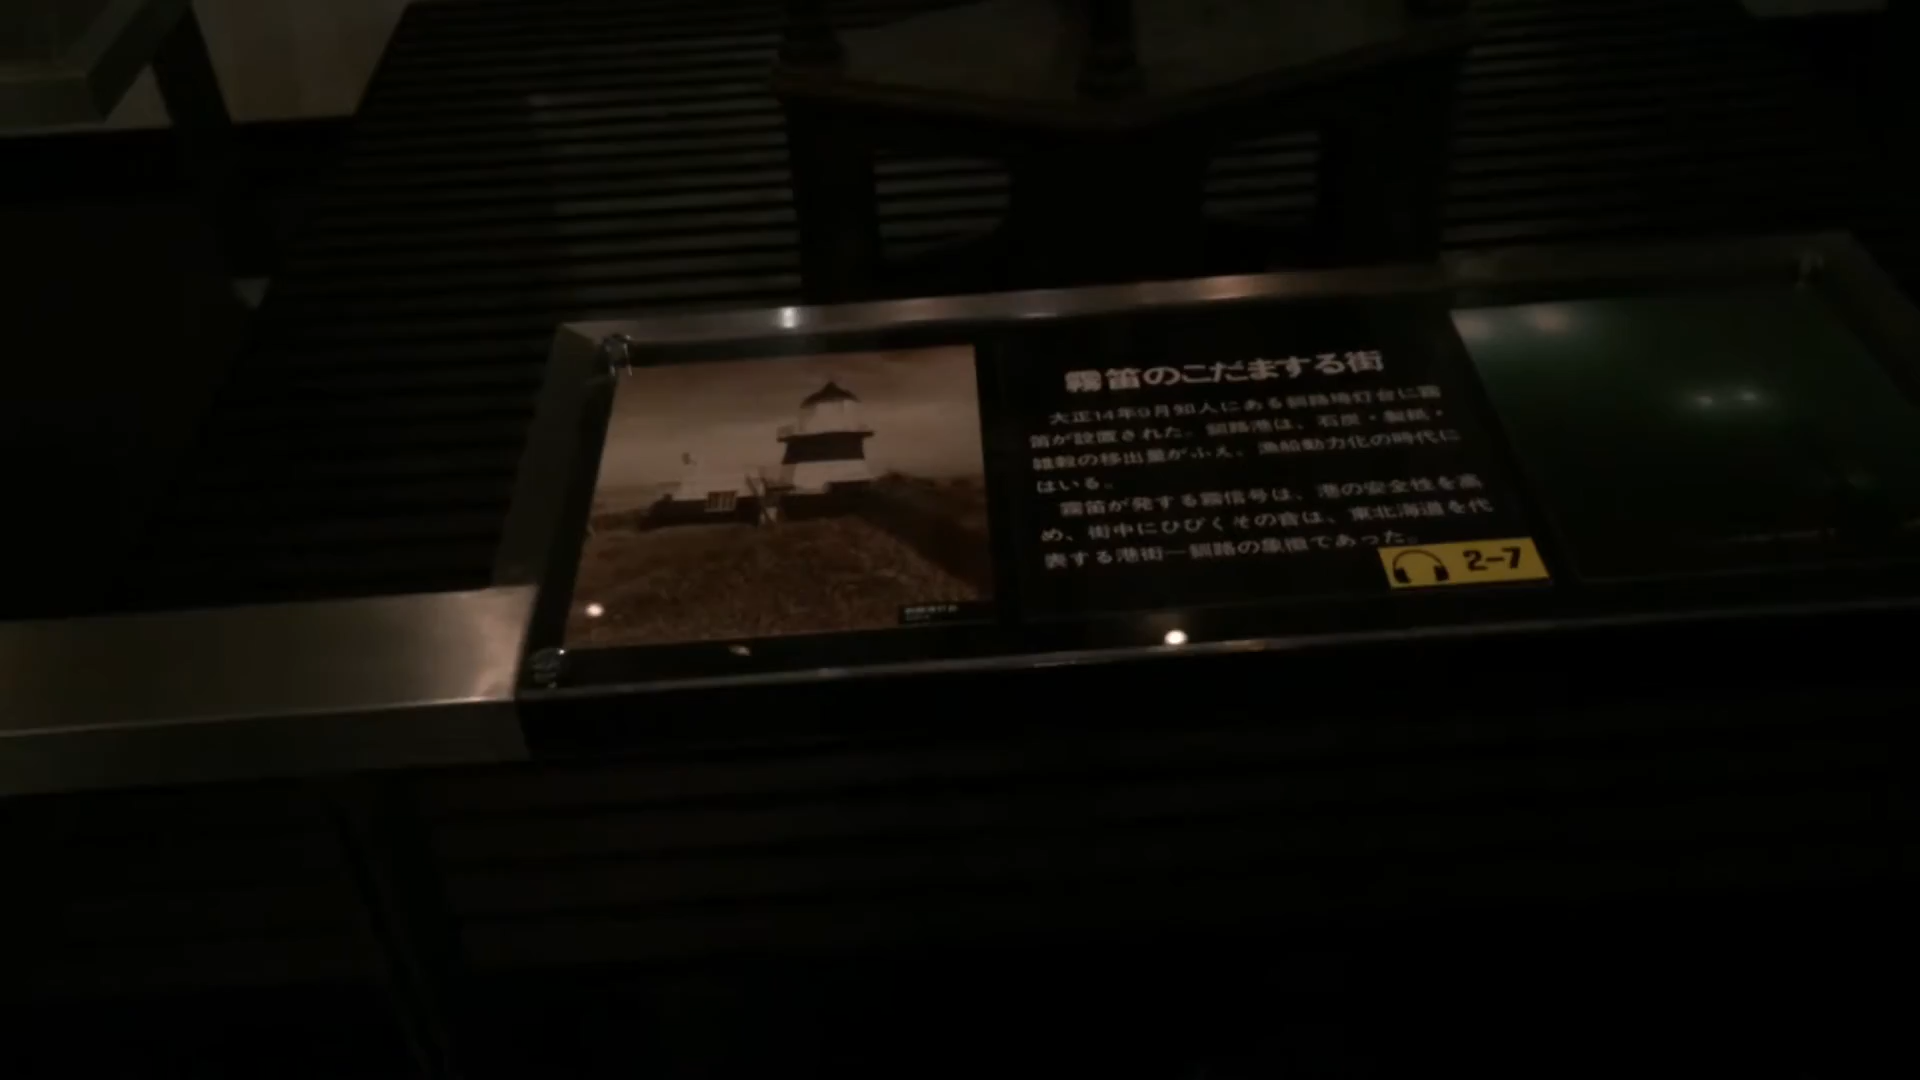 霧笛のこだまする街
大正14年9月知人にある釧路埼灯台に霧
笛が設置された。釧路港は、石炭・製紙・
雑穀の移出量がふえ、漁船動力化の時代に
はいる。
霧笛が発する霧信号は、港の安全性を高
め、街中にひびくその音は、東北海道を代
表する港街―釧路の象徴であった。
2-7